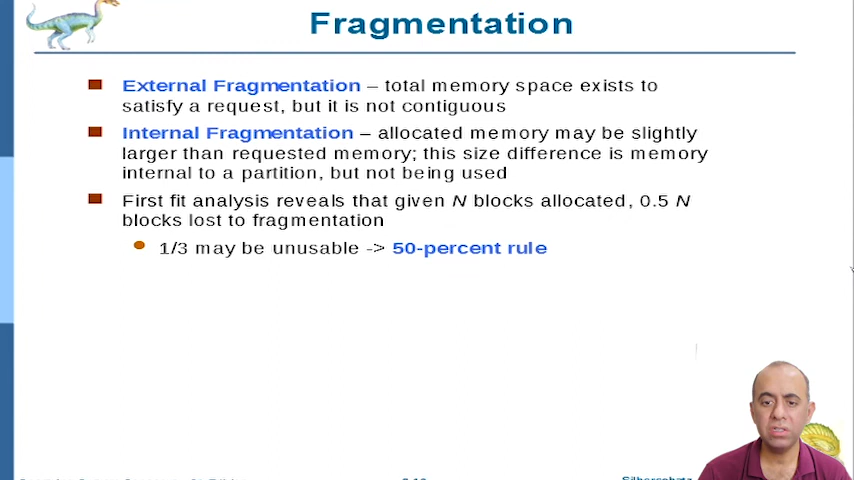 Fragmentation
External Fragmentation – total memory space exists to
satisfy a request, but it is not contiguous
Internal Fragmentation – allocated memory may be slightly
larger than requested memory; this size difference is memory
internal to a partition, but not being used
First fit analysis reveals that given N blocks allocated, 0.5 N
blocks lost to fragmentation
1/3 may be unusable -> 50-percent rule